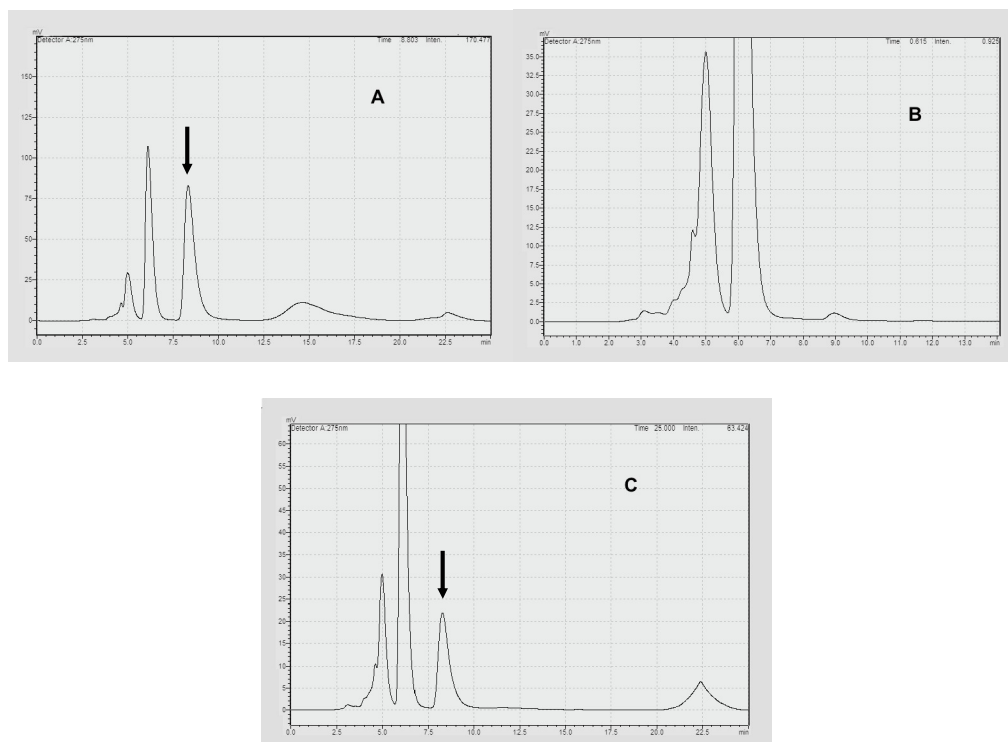 mV
Detector A:275nm Time 8.803 Inten. 170.477
A
150
125
100
75
50
25
0
0.0 2.5 5.0 7.5 10.0 12.5 15.0 17.5 20.0 22.5 min
mV
Detector A:275nm Time 0.615 Inten. 0.925
B
35.0
32.5
30.0
27.5
25.0
22.5
20.0
17.5
15.0
12.5
10.0
7.5
5.0
2.5
0.0
0.0 1.0 2.0 3.0 4.0 5.0 6.0 7.0 8.0 9.0 10.0 11.0 12.0 13.0 min
mV
Detector A:275nm Time 25.000 Inten. 63.424
C
60
55
50
45
40
35
30
25
20
15
10
5
0
0.0 2.5 5.0 7.5 10.0 12.5 15.0 17.5 20.0 22.5 min